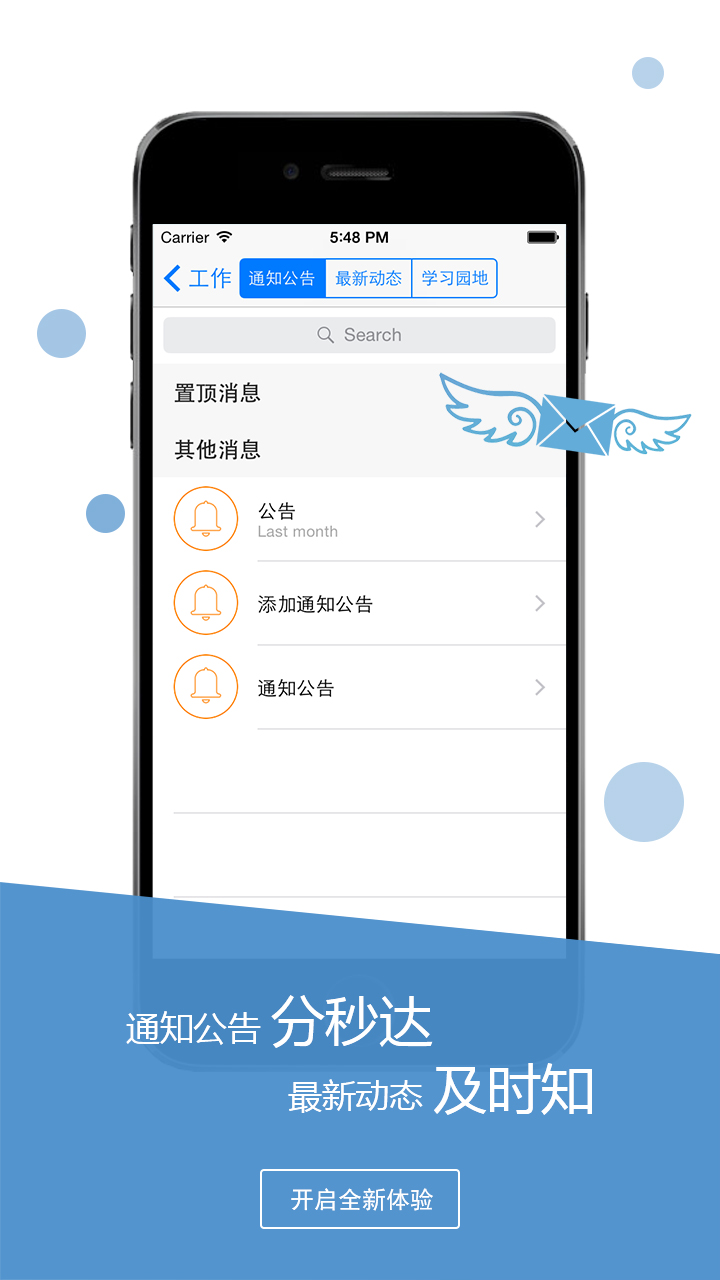 Carrier 5:48 PM
工作 通知公告 最新动态 学习园地
Search
置顶消息
其他消息
公告
Last month
添加通知公告
通知公告
通知公告 分秒达
最新动态 及时知
开启全新体验